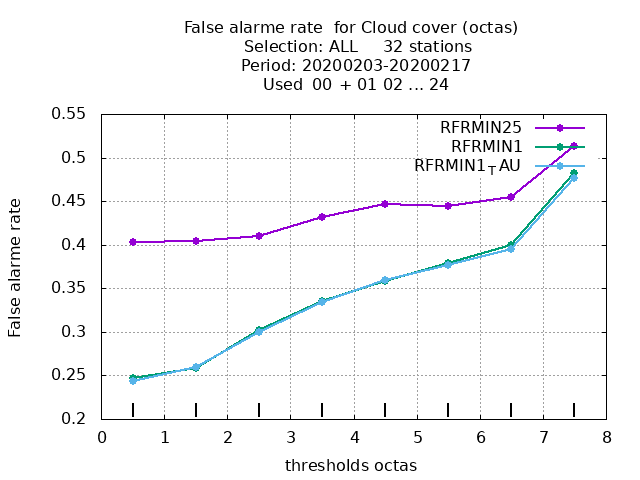 False alarme rate  for Cloud cover (octas)
Selection: ALL     32 stations
Period: 20200203-20200217
Used  00 + 01 02 ... 24
RFRMIN25
RFRMIN1
RFRMIN1TAU
False alarme rate
0.55
0.5
0.45
0.4
0.35
0.3
0.25
0.2
0 1 2 3 4 5 6 7 8
thresholds octas